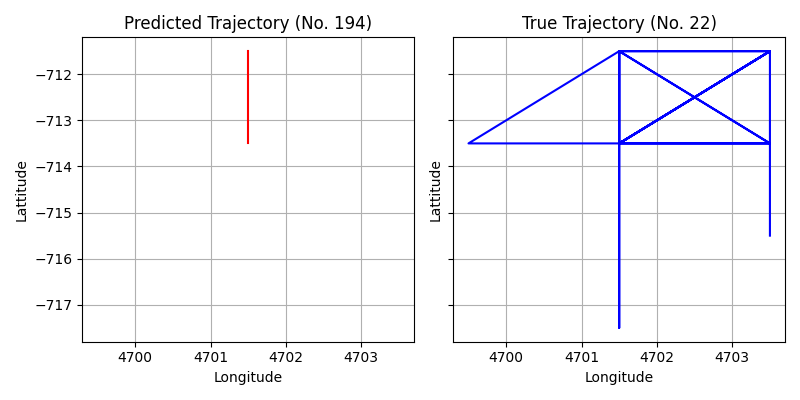 Predicted Trajectory (No. 194)
True Trajectory (No. 22)
−712
−713
−714
−715
−716
−717
Lattitude
Lattitude
4700 4701 4702 4703
4700 4701 4702 4703
Longitude
Longitude